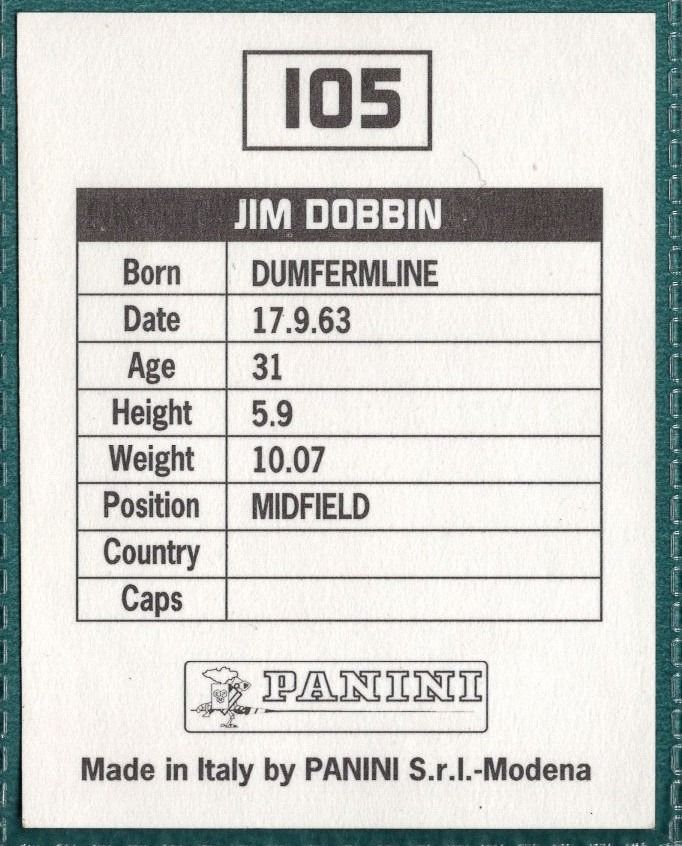 105
JIM DOBBIN
Born DUMFERMLINE
Date 17.9.63
Age 31
Height 5.9
Weight 10.07
Position MIDFIELD
Country
Caps
PANINI
Made in Italy by PANINI S.r.l.-Modena